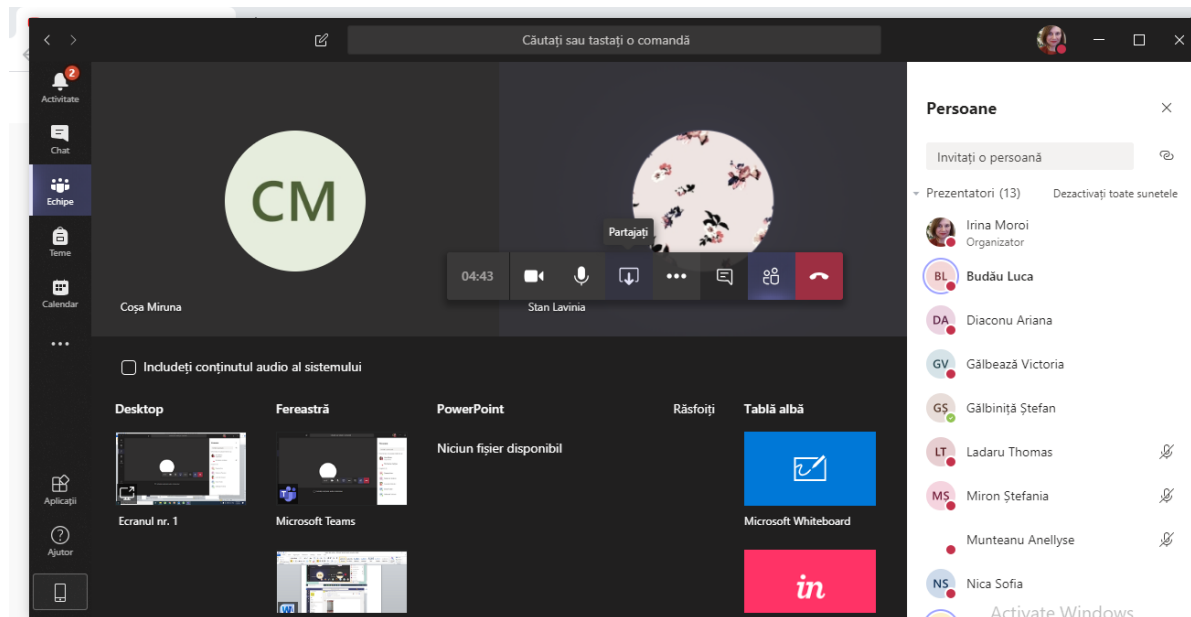 Căutați sau tastați o comandă
2
Activitate
Chat
Echipe
Teme
Calendar
Aplicații
Ajutor
CM
Coșa Miruna
Partajați
04:43
Stan Lavinia
Includeți conținutul audio al sistemului
Desktop
Fereastră
PowerPoint
Răsfoiți
Tablă albă
Niciun fișier disponibil
Ecranul nr. 1
Microsoft Teams
Microsoft Whiteboard
in
Persoane
Invitați o persoană
Prezentatori (13)
Dezactivați toate sunetele
Irina Moroi
Organizator
BL
Budău Luca
DA
Diaconu Ariana
GV
Gălbează Victoria
GȘ
Gălbiniță Ștefan
LT
Ladaru Thomas
MȘ
Miron Ștefania
Munteanu Anellyse
NS
Nica Sofia
Activate Windows